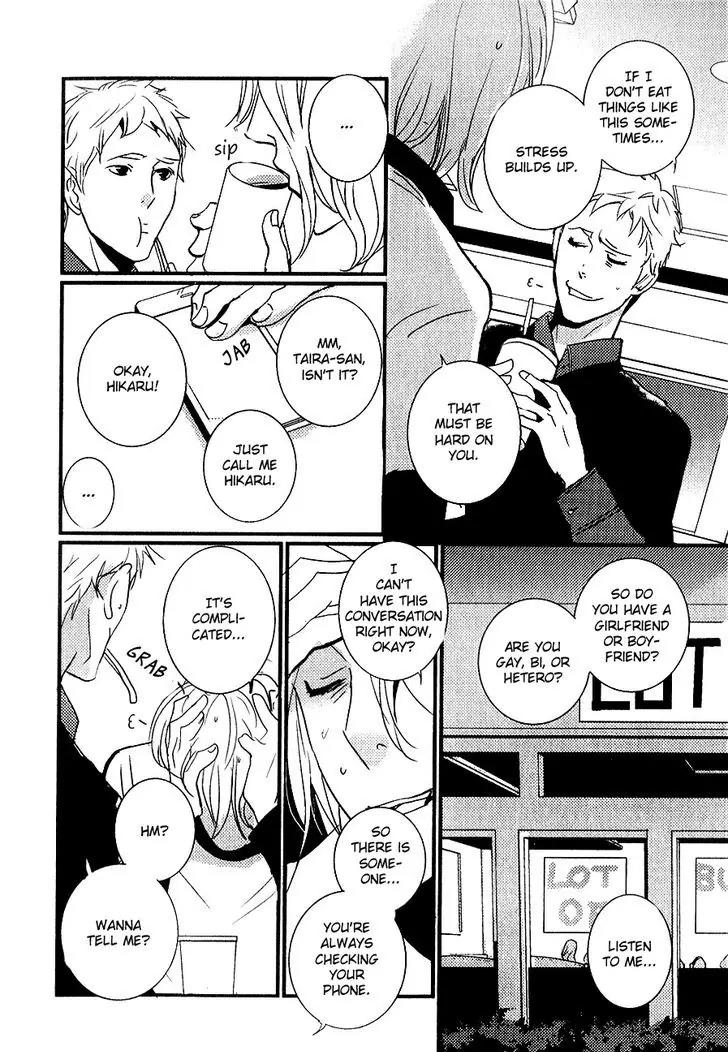 IF I
DON'T EAT
THINGS LIKE
THIS SOME-
TIMES...
STRESS
BUILDS UP.
THAT
MUST BE
HARD ON
YOU.
...
sip
MM,
TAIRA-SAN,
ISN'T IT?
JAB
JUST
CALL ME
HIKARU.
OKAY,
HIKARU!
...
SO DO
YOU HAVE A
GIRLFRIEND
OR BOY-
FRIEND?
ARE YOU
GAY, BI, OR
HETERO?
LOT
LOT
OF
BU
LISTEN
TO ME...
I
CAN'T
HAVE THIS
CONVERSATION
RIGHT NOW,
OKAY?
SO
THERE IS
SOME-
ONE...
YOU'RE
ALWAYS
CHECKING
YOUR
PHONE.
IT'S
COMPLI-
CATED...
GRAB
HM?
WANNA
TELL ME?